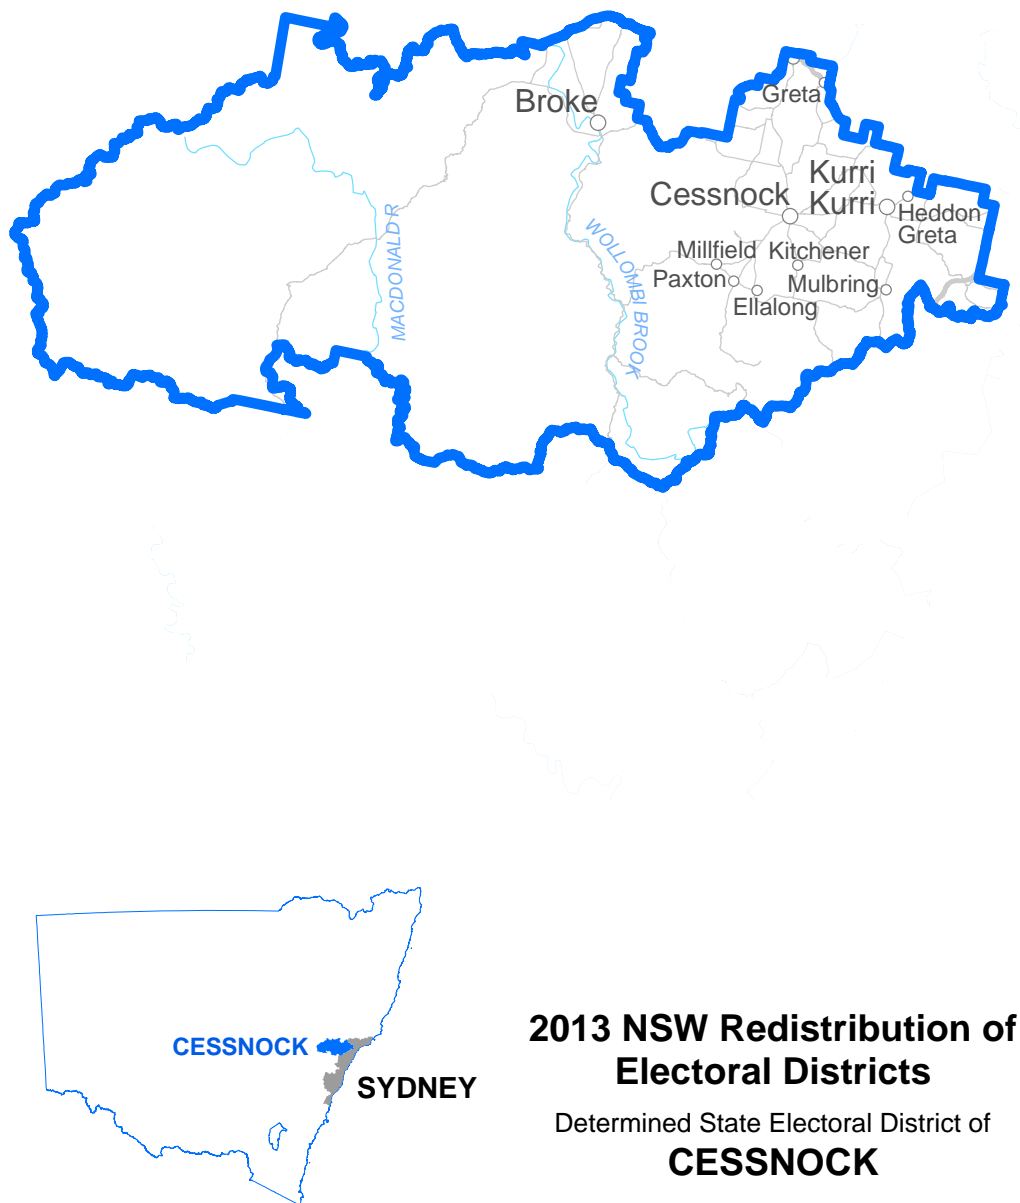 Greta
Broke
Kurri
Kurri
Cessnock
Heddon
Greta
Millfield
Kitchener
Paxton
Mulbring
Ellalong
MACDONALD R
WOLLOMBI BROOK
CESSNOCK
SYDNEY
2013 NSW Redistribution of
Electoral Districts
Determined State Electoral District of
CESSNOCK